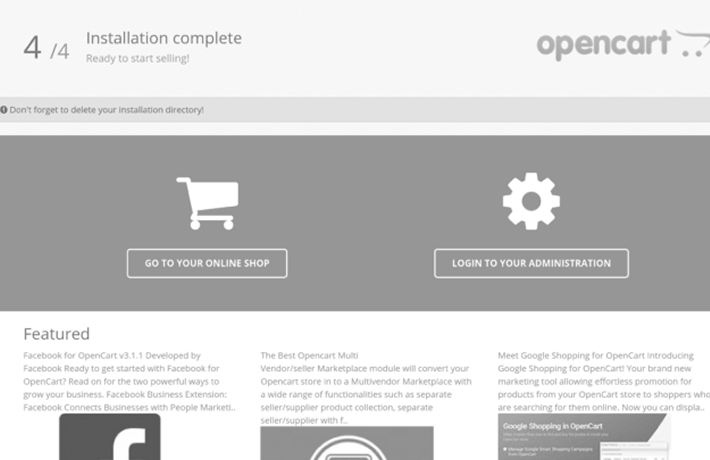 4 /4
Installation complete
Ready to start selling!
opencart
Don't forget to delete your installation directory!
GO TO YOUR ONLINE SHOP
LOGIN TO YOUR ADMINISTRATION
Featured
Facebook for OpenCart v3.1.1 Developed by
Facebook Ready to get started with Facebook for
OpenCart? Read on for the two powerful ways to
grow your business. Facebook Business Extension:
Facebook Connects Businesses with People Marketi..
The Best Opencart Multi
Vendor/seller Marketplace module will convert your
Opencart store in to a Multivendor Marketplace with
a wide range of functionalities such as separate
seller/supplier product collection, separate
seller/supplier with f..
Meet Google Shopping for OpenCart Introducing
Google Shopping for OpenCart! Your brand new
marketing tool allowing effortless promotion for
products from your OpenCart store to shoppers who
are searching for them online. Now you can displa..
Google Shopping in OpenCart
Manage Google Smart Shopping Campaigns
from OpenCart